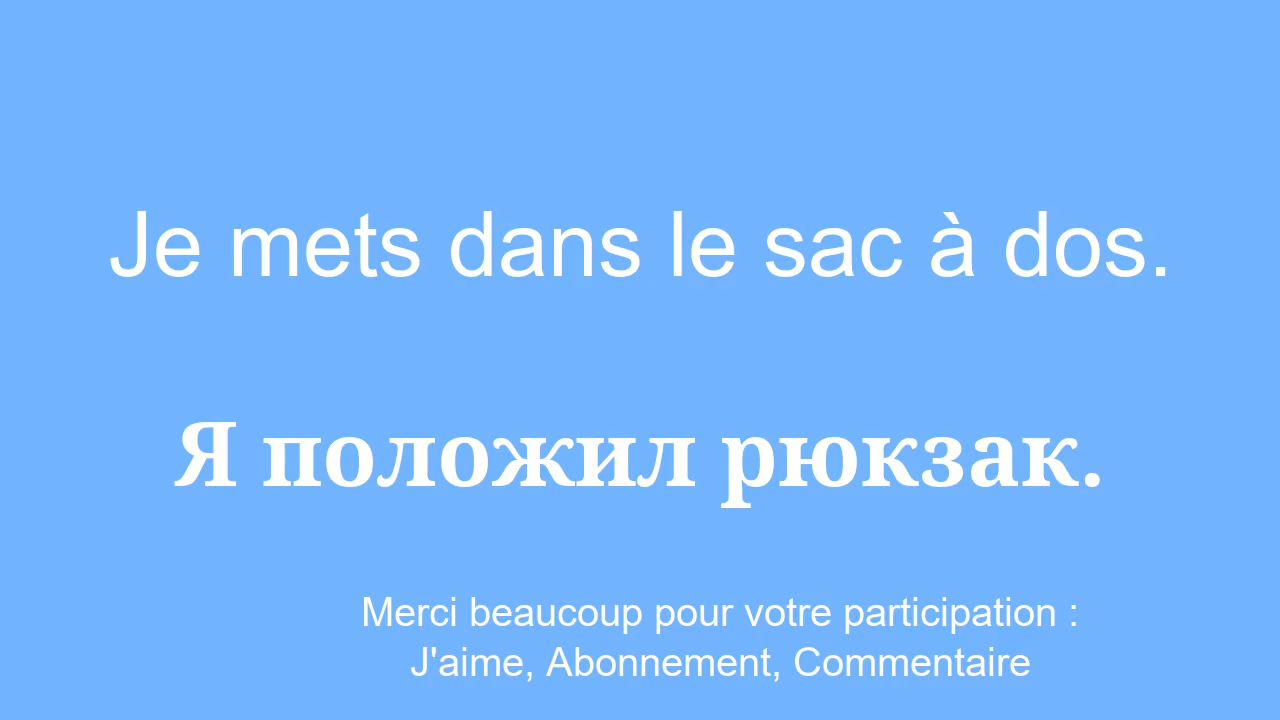 Je mets dans le sac à dos.
Я положил рюкзак.
Merci beaucoup pour votre participation :
J'aime, Abonnement, Commentaire